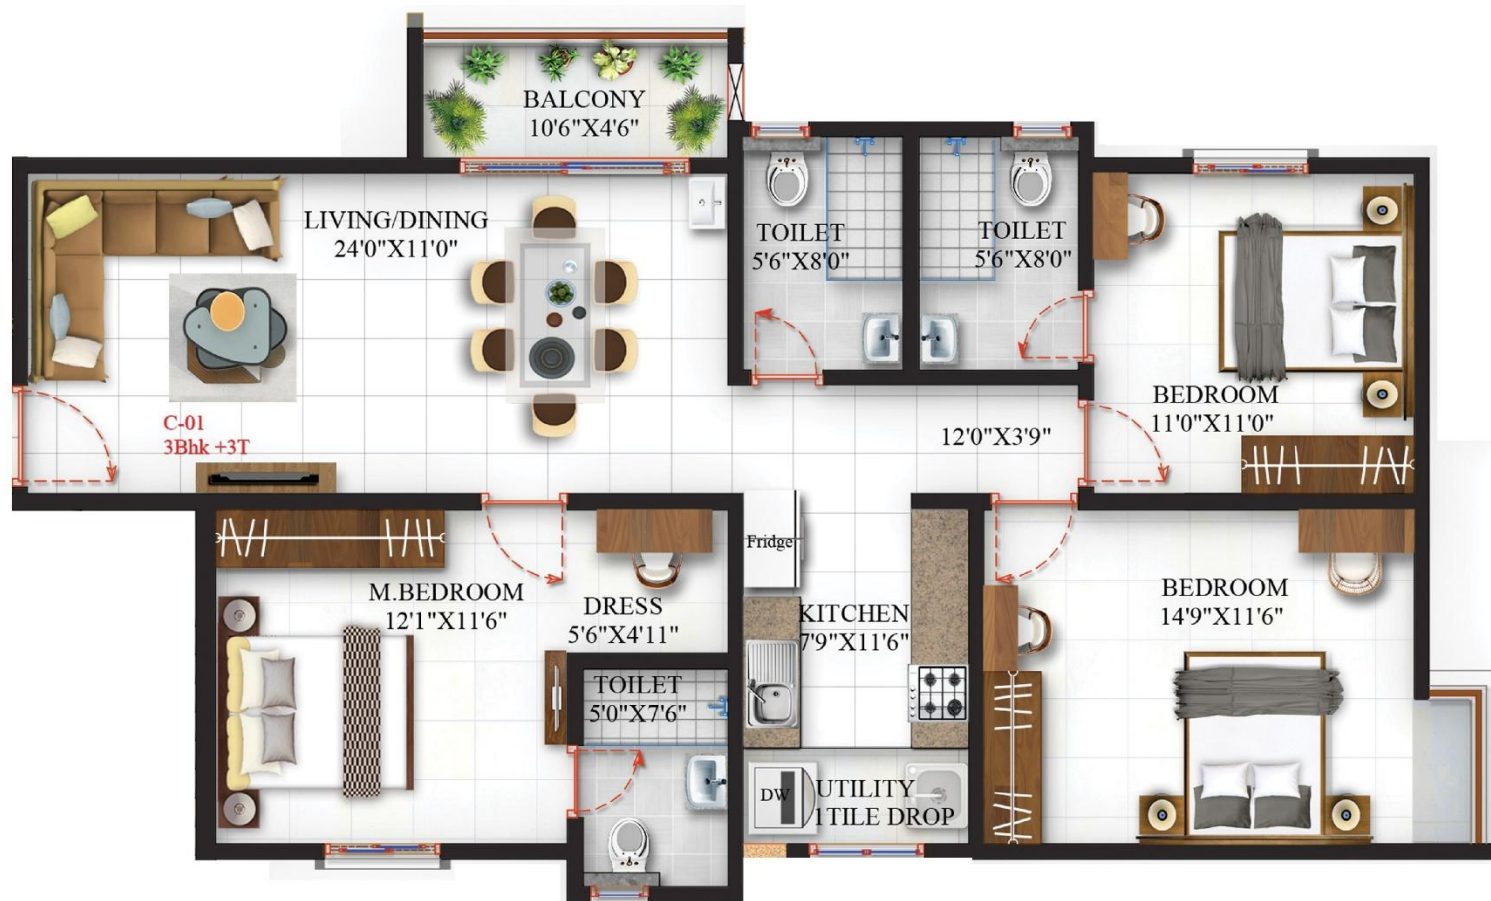 BALCONY
10'6"X4'6"
LIVING/DINING
24'0"X11'0"
TOILET
5'6"X8'0"
TOILET
5'6"X8'0"
BEDROOM
11'0"X11'0"
C-01
3Bhk +3T
12'0"X3'9"
Fridge
M.BEDROOM
12'1"X11'6"
DRESS
5'6"X4'11"
KITCHEN
7'9"X11'6"
BEDROOM
14'9"X11'6"
TOILET
5'0"X7'6"
DW
UTILITY
1TILE DROP